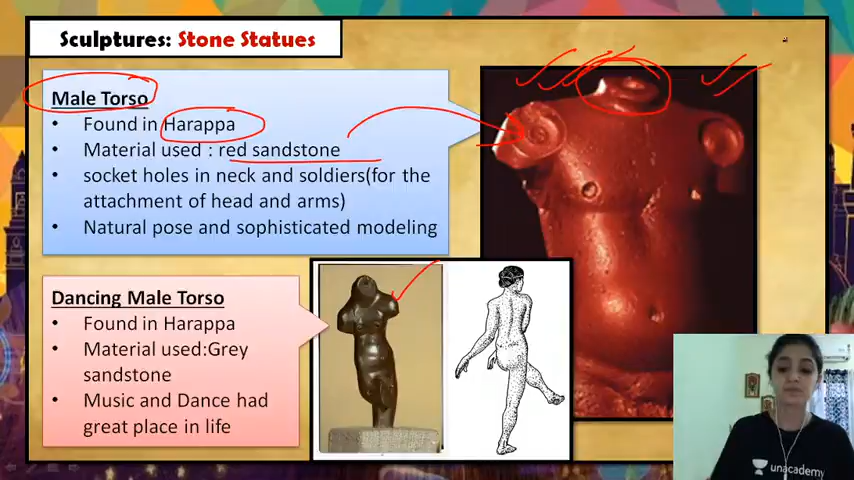 Sculptures: Stone Statues
Male Torso
• Found in Harappa
• Material used : red sandstone
• socket holes in neck and soldiers(for the
attachment of head and arms)
• Natural pose and sophisticated modeling
Dancing Male Torso
• Found in Harappa
• Material used:Grey
sandstone
• Music and Dance had
great place in life
unacademy